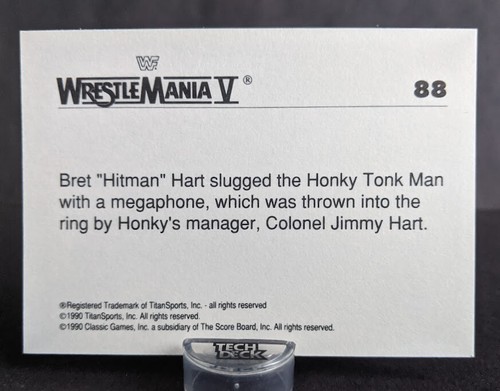 WF
WRESTLEMANIA V ®
88
Bret "Hitman" Hart slugged the Honky Tonk Man
with a megaphone, which was thrown into the
ring by Honky's manager, Colonel Jimmy Hart.
®Registered Trademark of TitanSports, Inc. - all rights reserved
©1990 TitanSports, Inc. All rights reserved.
©1990 Classic Games, Inc. a subsidiary of The Score Board, Inc. All rights reserved.
TECH
DECK